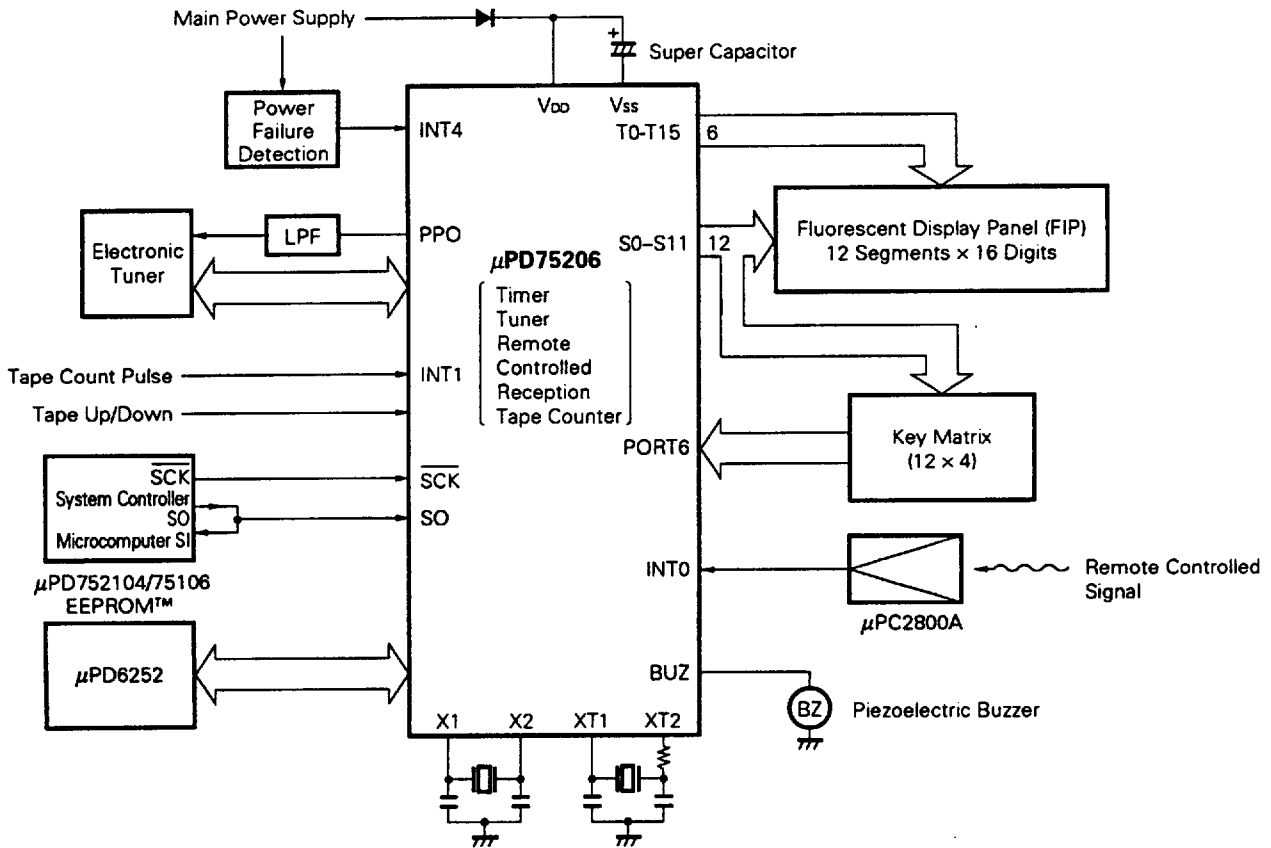 Main Power Supply
+
Super Capacitor
Power
Failure
Detection
INT4
VDD
VSS
T0-T15
6
Electronic
Tuner
LPF
PPO
S0–S11
12
Fluorescent Display Panel (FIP)
12 Segments × 16 Digits
μPD75206
Timer
Tuner
Remote
Controlled
Reception
Tape Counter
Tape Count Pulse
INT1
Tape Up/Down
PORT6
Key Matrix
(12 × 4)
S̅C̅K̅
System Controller
SO
Microcomputer SI
S̅C̅K̅
SO
μPD752104/75106
EEPROM™
μPD6252
INT0
μPC2800A
Remote Controlled
Signal
BUZ
BZ
Piezoelectric Buzzer
X1
X2
XT1
XT2